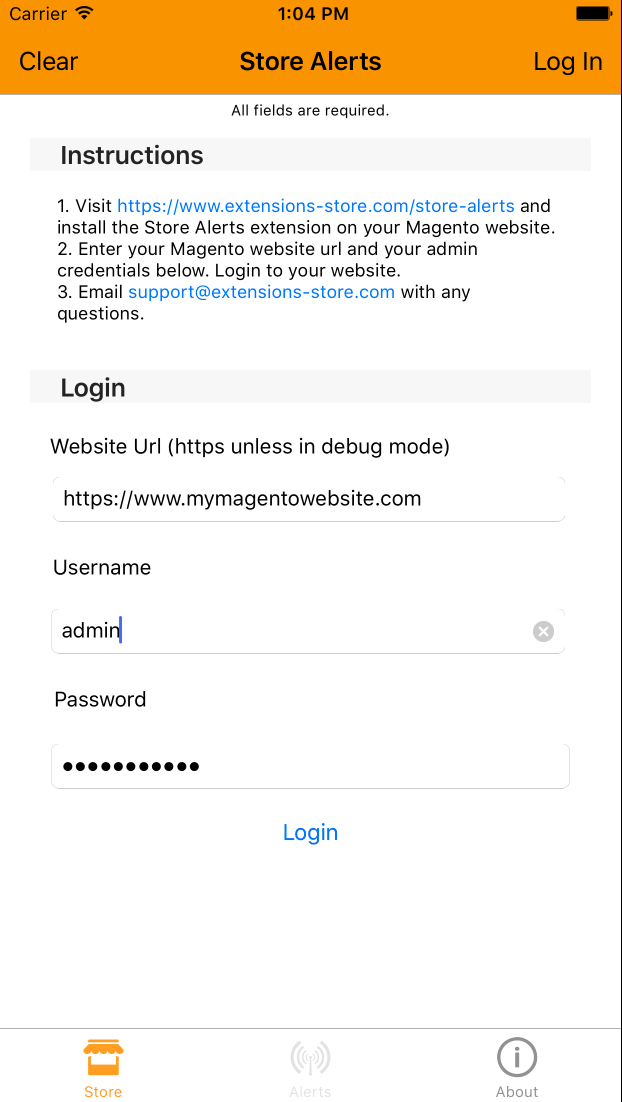 Carrier 1:04 PM
Clear Store Alerts Log In
All fields are required.
Instructions
1. Visit https://www.extensions-store.com/store-alerts and
install the Store Alerts extension on your Magento website.
2. Enter your Magento website url and your admin
credentials below. Login to your website.
3. Email support@extensions-store.com with any
questions.
Login
Website Url (https unless in debug mode)
https://www.mymagentowebsite.com
Username
admin
Password
●●●●●●●●●●●
Login
Store Alerts About